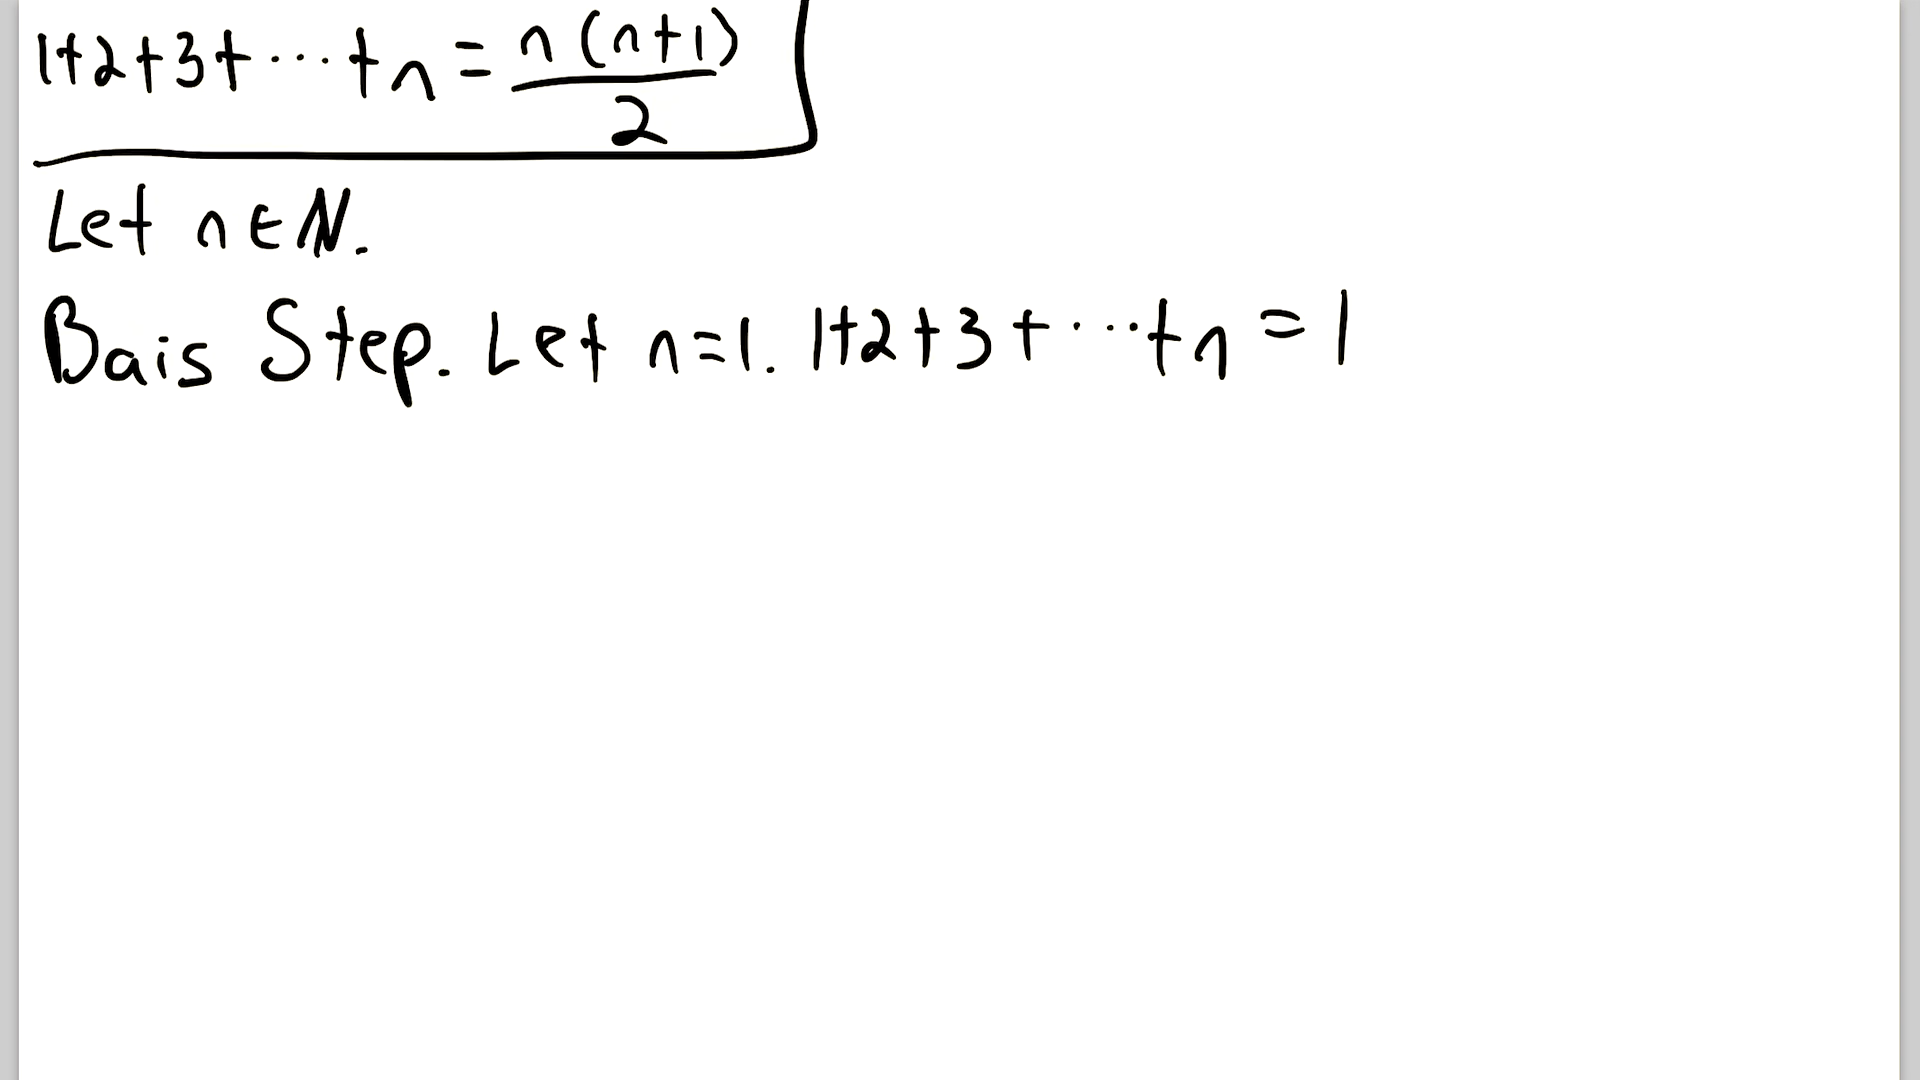 1+2+3+...+n = n(n+1)/2
Let n∈ℕ.
Bais Step. Let n=1. 1+2+3+...+n = 1